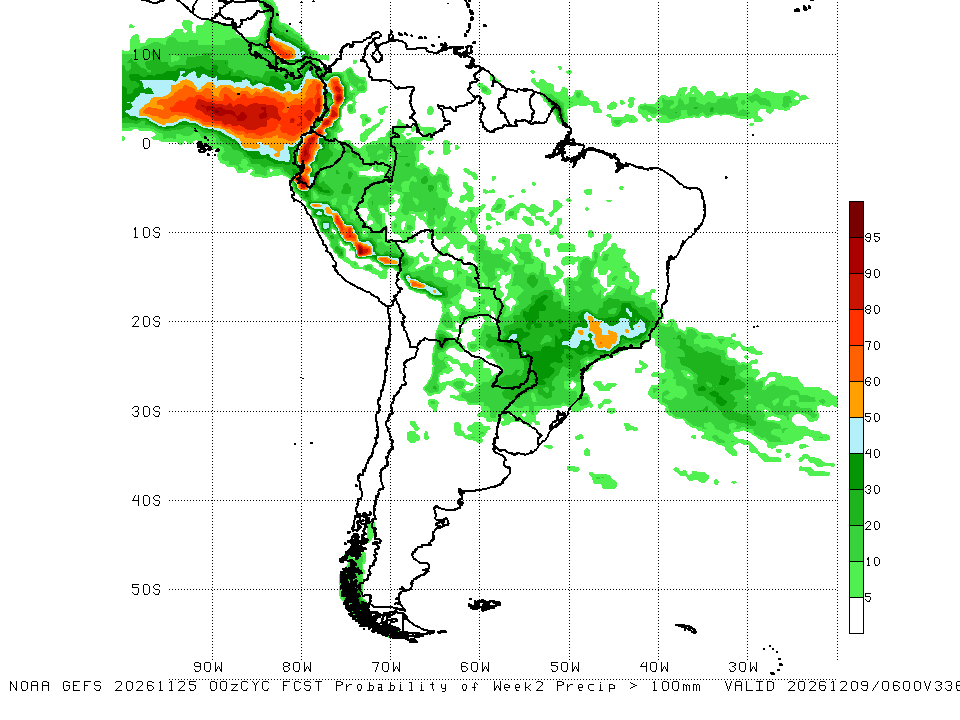 10N
0
10S
20S
30S
40S
50S
90W 80W 70W 60W 50W 40W 30W
95
90
80
70
60
50
40
30
20
10
5
NOAA GEFS 20261125 00zCYC FCST Probability of Week2 Precip > 100mm VALID 20261209/0600V336